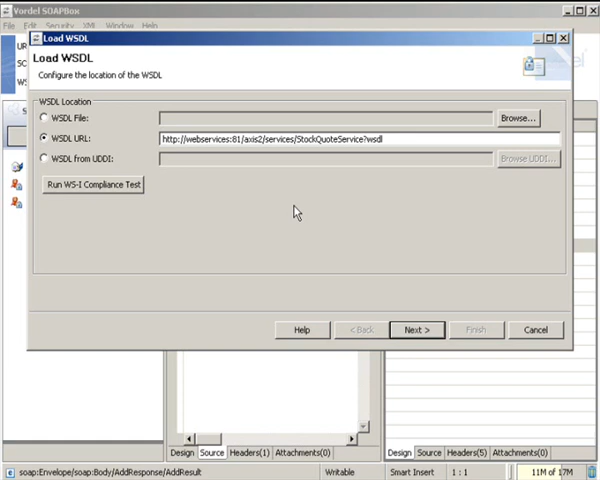 Vordel SOAPBox
File Edit Security XML Window Help
UR
SC
WS
Load WSDL
Load WSDL
Configure the location of the WSDL
WSDL Location
WSDL File:
Browse...
WSDL URL:
http://webservices:81/axis2/services/StockQuoteService?wsdl
WSDL from UDDI:
Browse UDDI...
Run WS-I Compliance Test
Help
< Back
Next >
Finish
Cancel
Design Source Headers(1) Attachments(0)
Design Source Headers(5) Attachments(0)
soap:Envelope/soap:Body/AddResponse/AddResult
Writable
Smart Insert
1 : 1
11M of 17M